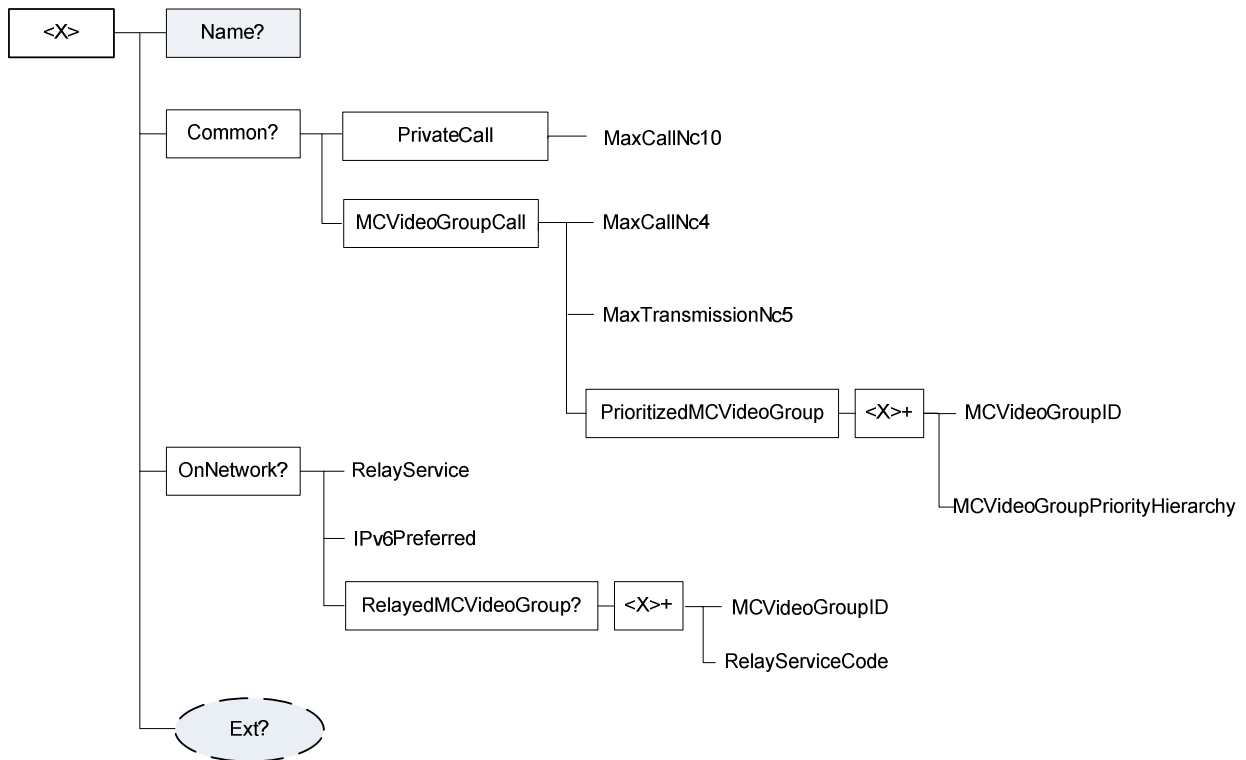 <X>
Name?
Common?
PrivateCall
MaxCallNc10
MCVideoGroupCall
MaxCallNc4
MaxTransmissionNc5
PrioritizedMCVideoGroup
<X>+
MCVideoGroupID
MCVideoGroupPriorityHierarchy
OnNetwork?
RelayService
IPv6Preferred
RelayedMCVideoGroup?
<X>+
MCVideoGroupID
RelayServiceCode
Ext?